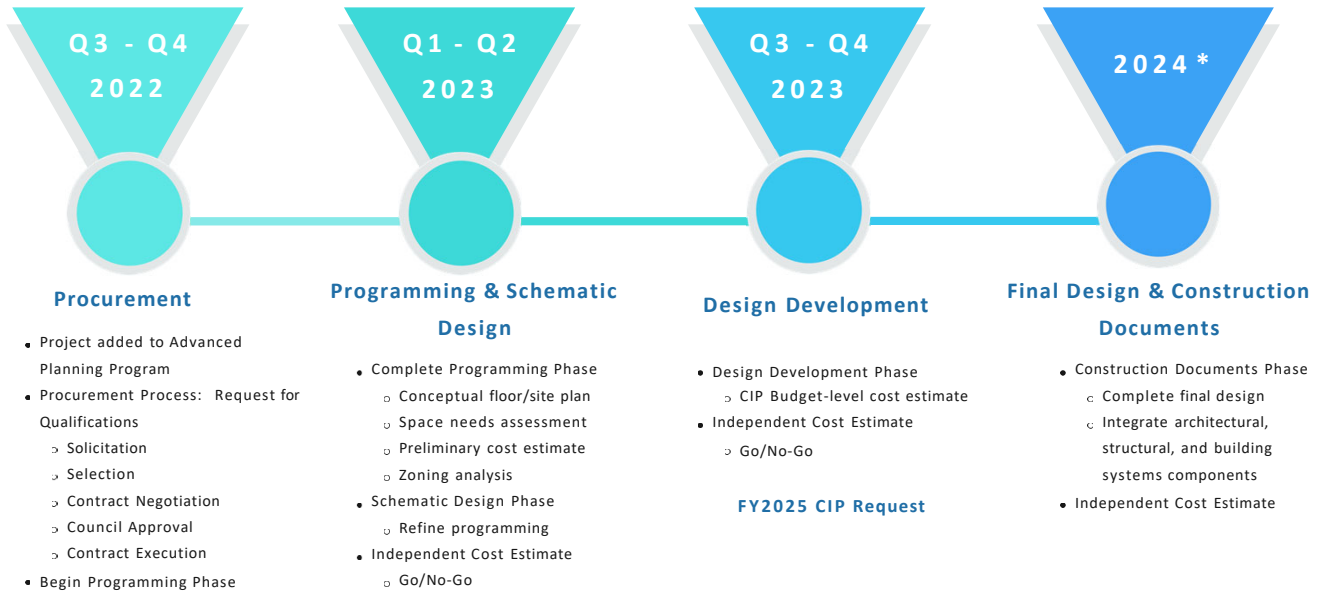 Q3 - Q4
2022
Q1 - Q2
2023
Q3 - Q4
2023
2024 *
Procurement
• Project added to Advanced
Planning Program
• Procurement Process: Request for
Qualifications
o Solicitation
o Selection
o Contract Negotiation
o Council Approval
o Contract Execution
• Begin Programming Phase
Programming & Schematic
Design
• Complete Programming Phase
o Conceptual floor/site plan
o Space needs assessment
o Preliminary cost estimate
o Zoning analysis
• Schematic Design Phase
o Refine programming
• Independent Cost Estimate
o Go/No-Go
Design Development
• Design Development Phase
o CIP Budget-level cost estimate
• Independent Cost Estimate
o Go/No-Go
FY2025 CIP Request
Final Design & Construction
Documents
• Construction Documents Phase
o Complete final design
o Integrate architectural,
structural, and building
systems components
• Independent Cost Estimate